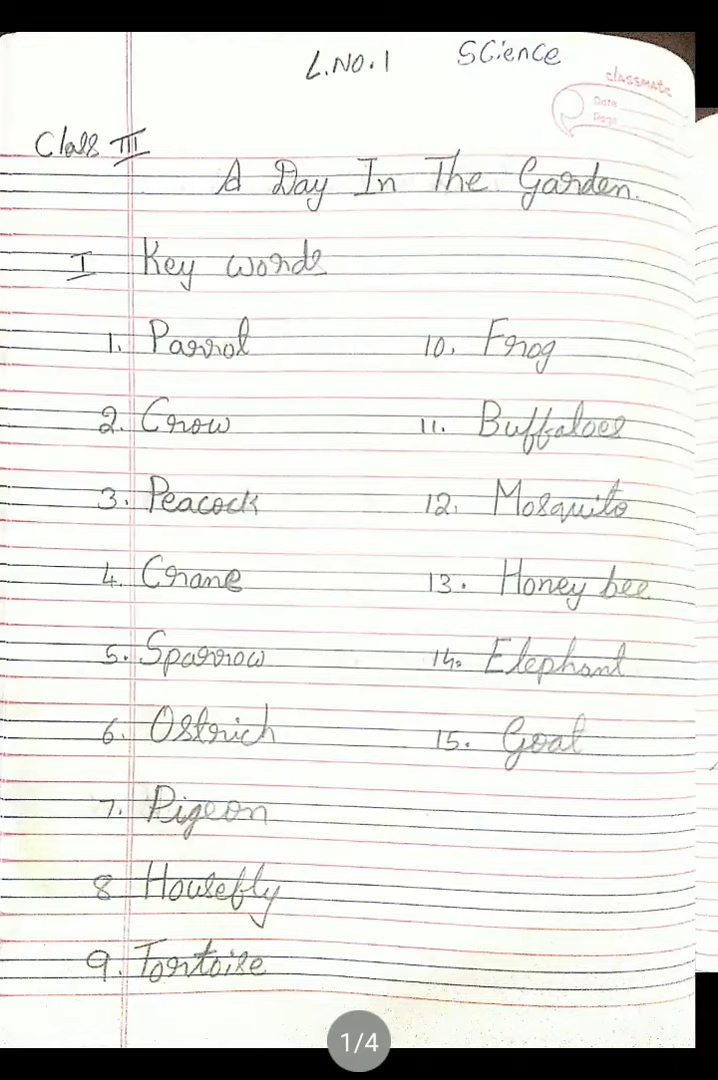 L.NO.1 Science
classmate
Date
Page
Class III
A Day In The Garden.
I Key words
1. Parrot
2. Crow
3. Peacock
4. Crane
5. Sparrow
6. Ostrich
7. Pigeon
8 Housefly
9. Tortoise
10. Frog
11. Buffaloes
12. Mosquito
13. Honey bee
14. Elephant
15. Goat
1/4